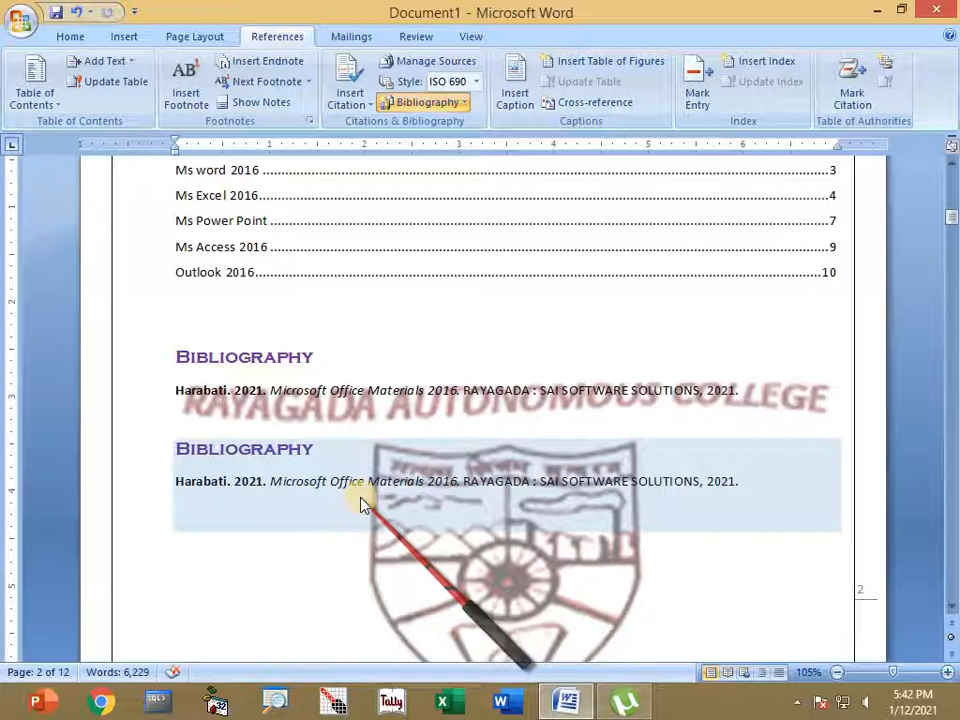 Document1 - Microsoft Word
Home Insert Page Layout References Mailings Review View
Table of Contents
Add Text
Update Table
Table of Contents
AB1
Insert Footnote
Insert Endnote
Next Footnote
Show Notes
Footnotes
Insert Citation
Manage Sources
Style: ISO 690
Bibliography
Citations & Bibliography
Insert Caption
Insert Table of Figures
Update Table
Cross-reference
Captions
Mark Entry
Insert Index
Update Index
Index
Mark Citation
Table of Authorities
Ms word 2016 ........ 3
Ms Excel 2016........ 4
Ms Power Point ........ 7
Ms Access 2016 ........ 9
Outlook 2016........ 10
Bibliography
Harabati. 2021. Microsoft Office Materials 2016. RAYAGADA : SAI SOFTWARE SOLUTIONS, 2021.
RAYAGADA AUTONOMOUS COLLEGE
Bibliography
Harabati. 2021. Microsoft Office Materials 2016. RAYAGADA : SAI SOFTWARE SOLUTIONS, 2021.
2
Page: 2 of 12 Words: 6,229 105%
Tally
5:42 PM
1/12/2021